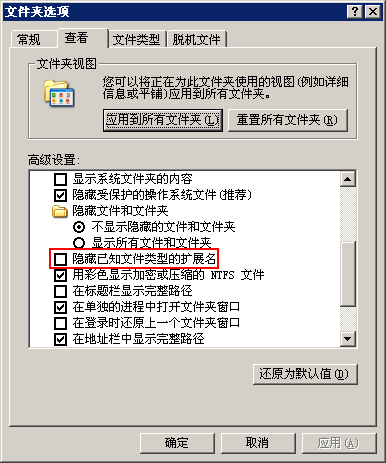 文件夹选项
常规 查看 文件类型 脱机文件
文件夹视图
您可以将正在为此文件夹使用的视图(例如详细
信息或平铺)应用到所有文件夹。
应用到所有文件夹(L) 重置所有文件夹(R)
高级设置:
显示系统文件夹的内容
隐藏受保护的操作系统文件(推荐)
隐藏文件和文件夹
不显示隐藏的文件和文件夹
显示所有文件和文件夹
隐藏已知文件类型的扩展名
用彩色显示加密或压缩的 NTFS 文件
在标题栏显示完整路径
在单独的进程中打开文件夹窗口
在登录时还原上一个文件夹窗口
在地址栏中显示完整路径
还原为默认值(D)
确定 取消 应用(A)